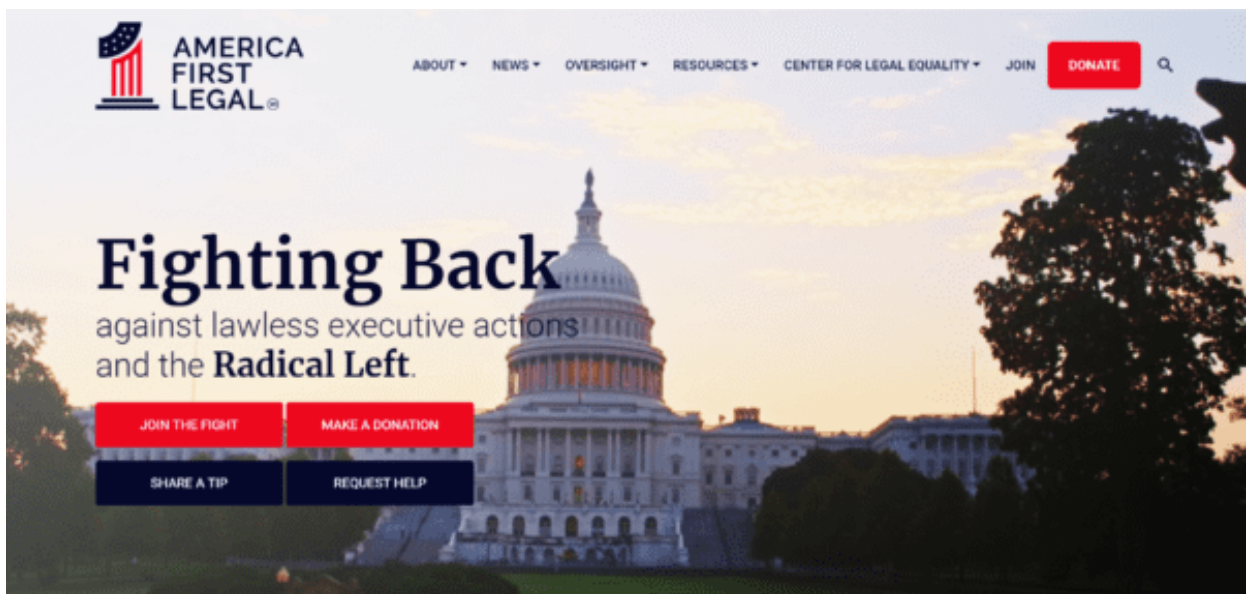 AMERICA
FIRST
LEGAL
ABOUT NEWS OVERSIGHT RESOURCES CENTER FOR LEGAL EQUALITY JOIN DONATE
Fighting Back
against lawless executive actions
and the Radical Left.
JOIN THE FIGHT MAKE A DONATION
SHARE A TIP REQUEST HELP